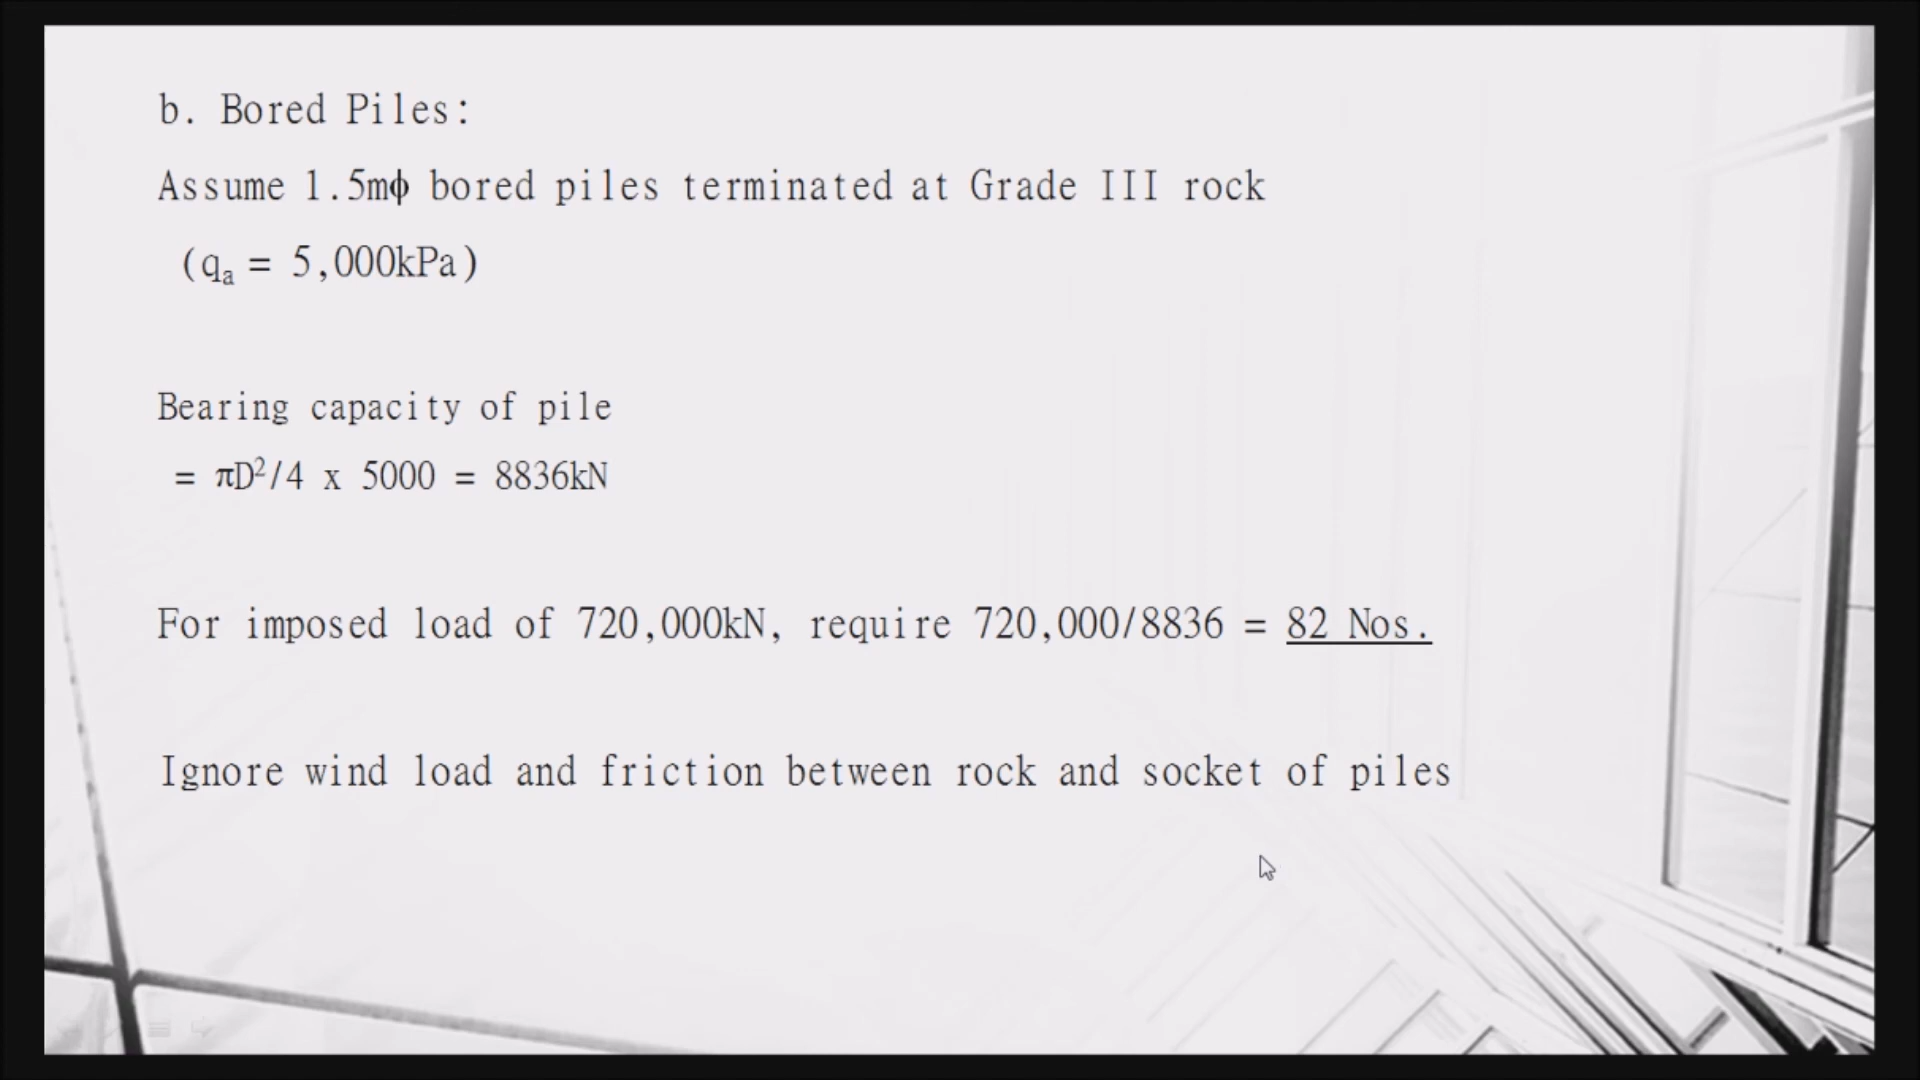 b. Bored Piles:
Assume 1.5mϕ bored piles terminated at Grade III rock
(qₐ = 5,000kPa)
Bearing capacity of pile
= πD²/4 x 5000 = 8836kN
For imposed load of 720,000kN, require 720,000/8836 = 82 Nos.
Ignore wind load and friction between rock and socket of piles